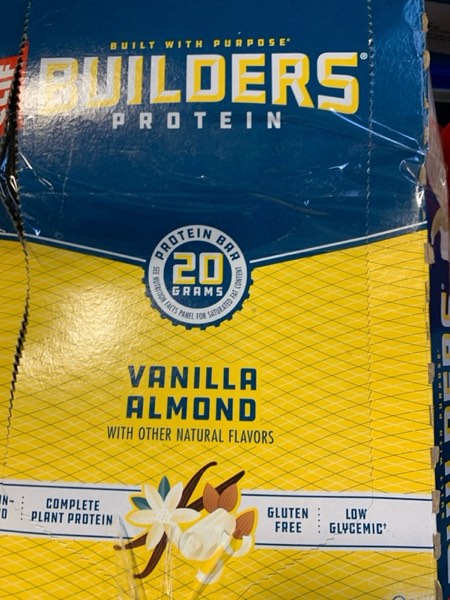 BUILT WITH PURPOSE
BUILDERS®
PROTEIN
PROTEIN BAR
20
GRAMS
SEE NUTRITION FACTS PANEL FOR SATURATED FAT CONTENT
VANILLA
ALMOND
WITH OTHER NATURAL FLAVORS
COMPLETE
PLANT PROTEIN
GLUTEN
FREE
LOW
GLYCEMIC†